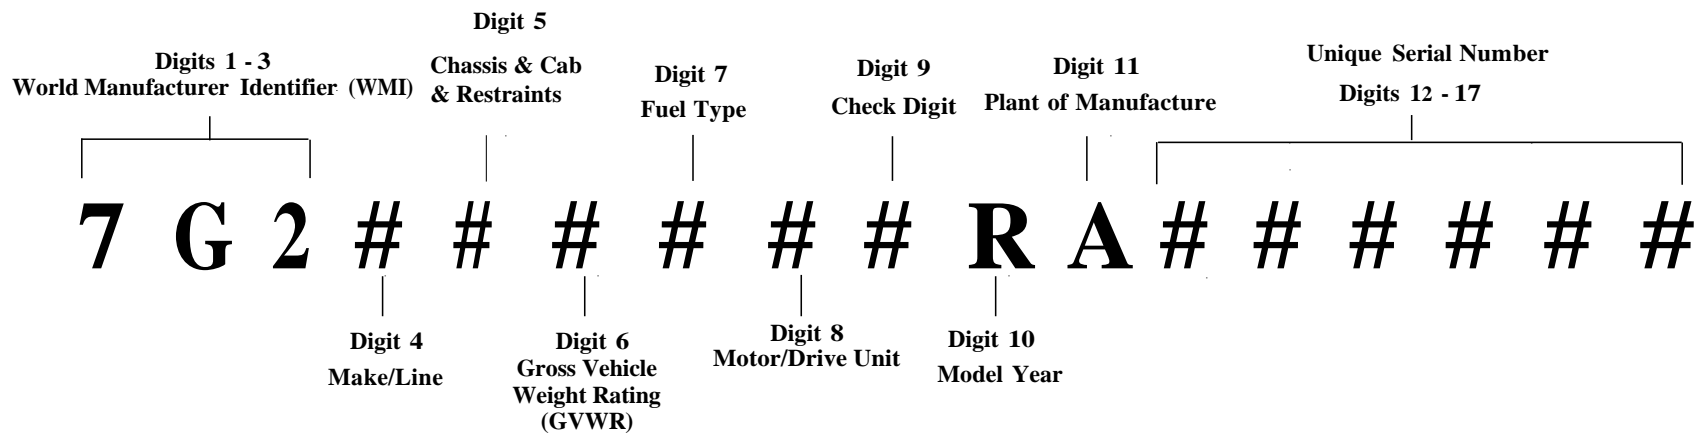 Digit 5
Digits 1 - 3
World Manufacturer Identifier (WMI)
Chassis & Cab
& Restraints
Digit 7
Fuel Type
Digit 9
Check Digit
Digit 11
Plant of Manufacture
Unique Serial Number
Digits 12 - 17
7 G 2 # # # # # # R A # # # # # #
Digit 4
Make/Line
Digit 6
Gross Vehicle
Weight Rating
(GVWR)
Digit 8
Motor/Drive Unit
Digit 10
Model Year